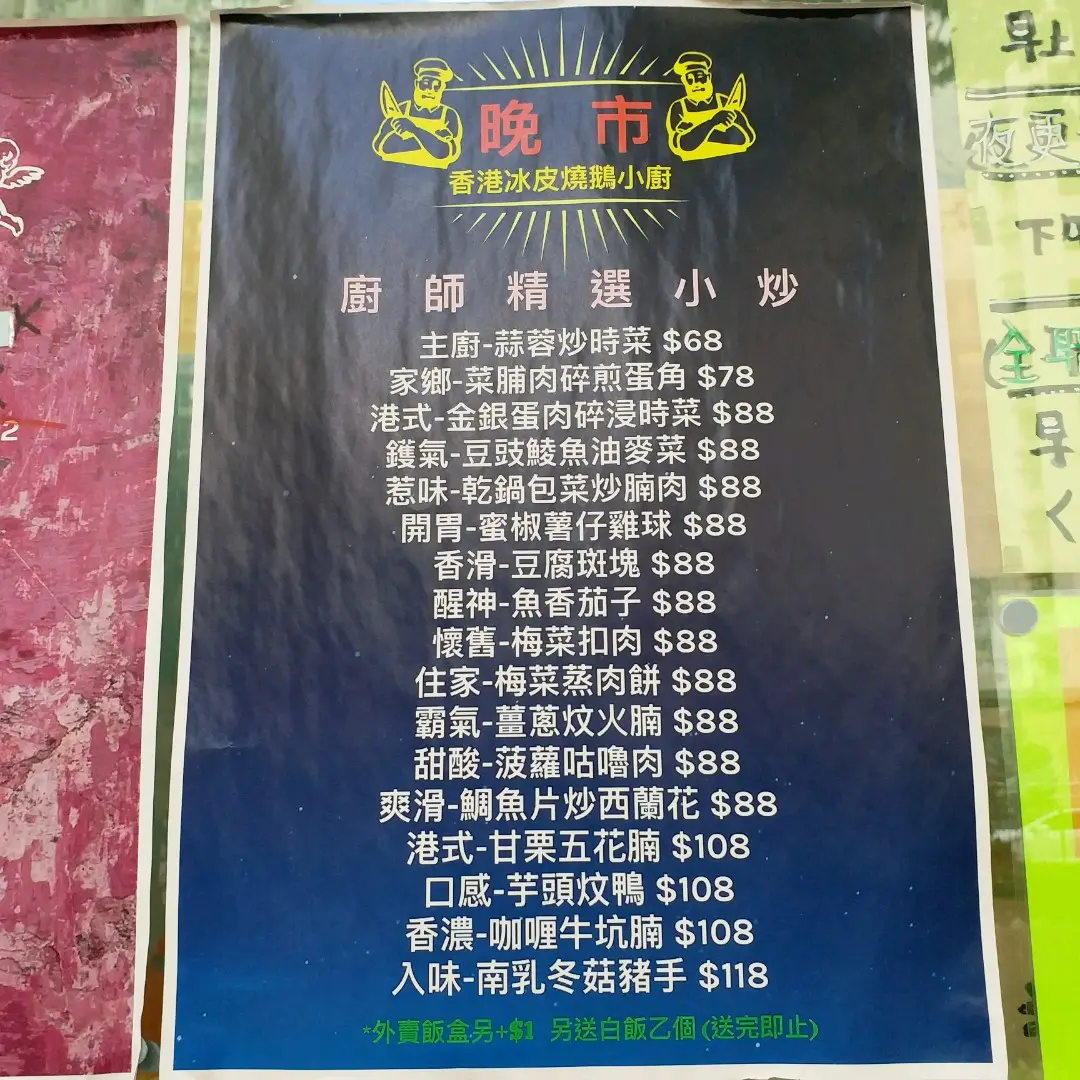 晚市
香港冰皮燒鵝小廚
廚師精選小炒
主廚-蒜蓉炒時菜 $68
家鄉-菜脯肉碎煎蛋角 $78
港式-金銀蛋肉碎浸時菜 $88
鑊氣-豆豉鯪魚油麥菜 $88
惹味-乾鍋包菜炒腩肉 $88
開胃-蜜椒薯仔雞球 $88
香滑-豆腐斑塊 $88
醒神-魚香茄子 $88
懷舊-梅菜扣肉 $88
住家-梅菜蒸肉餅 $88
霸氣-薑蔥炆火腩 $88
甜酸-菠蘿咕嚕肉 $88
爽滑-鯛魚片炒西蘭花 $88
港式-甘栗五花腩 $108
口感-芋頭炆鴨 $108
香濃-咖喱牛坑腩 $108
入味-南乳冬菇豬手 $118
*外賣飯盒另+$1 另送白飯乙個(送完即止)
早上
夜更
下
(全職
早
2